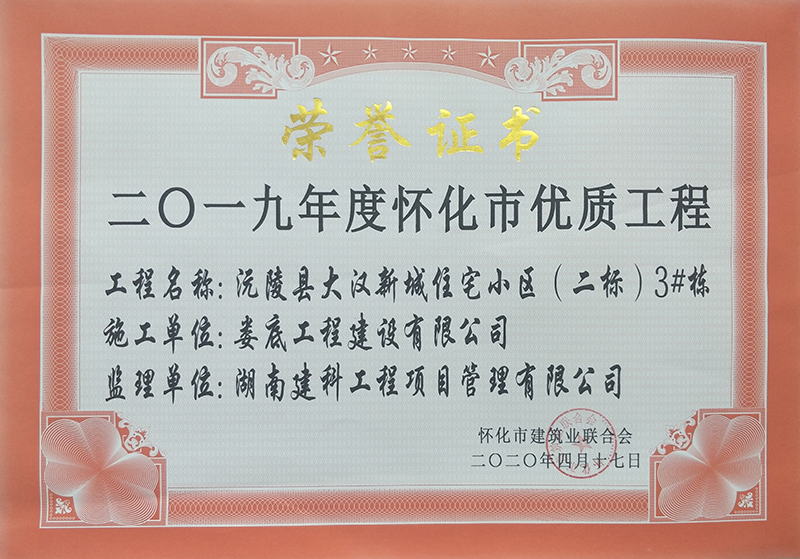 荣誉证书
二〇一九年度怀化市优质工程
工程名称：沅陵县大汉新城住宅小区（二标）3#栋
施工单位：娄底工程建设有限公司
监理单位：湖南建科工程项目管理有限公司
怀化市建筑业联合会
二〇二〇年四月十七日